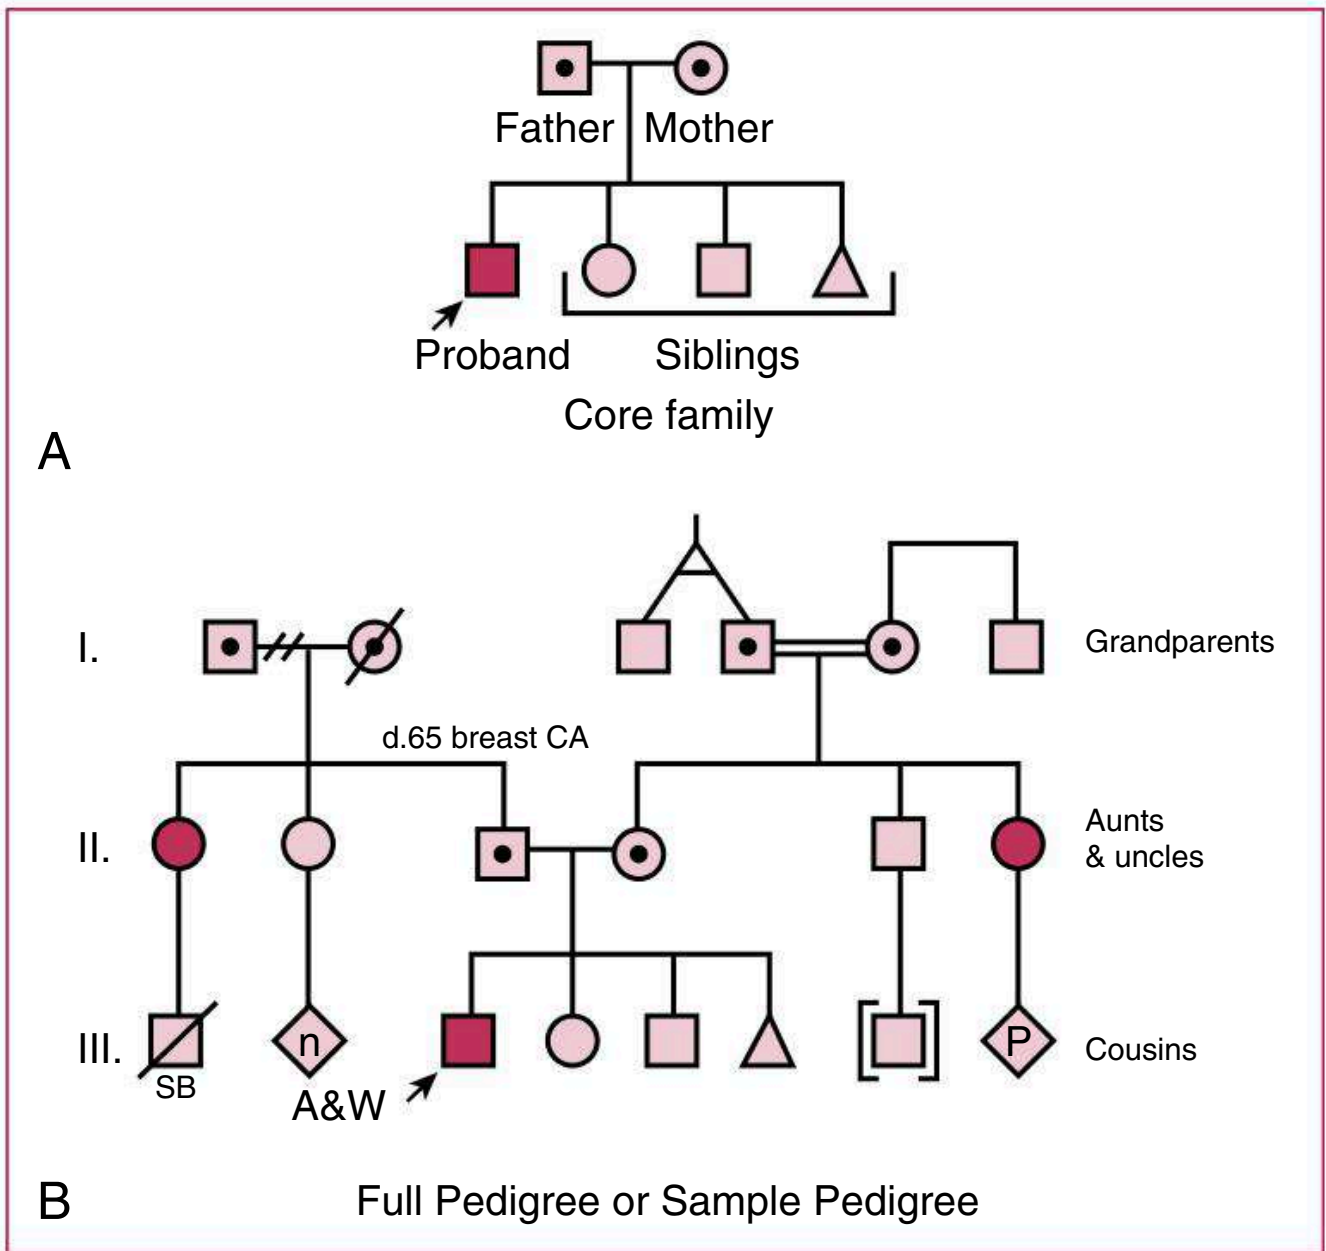 Father Mother
Proband Siblings
Core family
A
I. Grandparents
d.65 breast CA
II. Aunts
& uncles
III. n P Cousins
SB
A&W
B Full Pedigree or Sample Pedigree